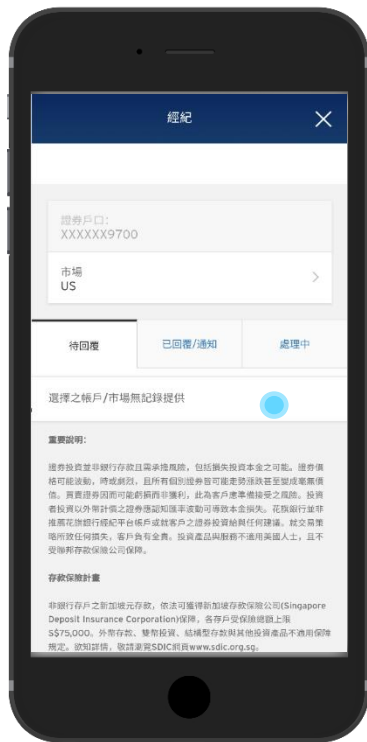 經紀
證券戶口:
XXXXXX9700
市場
US
待回覆
已回覆/通知
處理中
選擇之帳戶/市場無記錄提供
重要說明:
證券投資並非銀行存款且需承擔風險,包括損失投資本金之可能。證券價
格可能波動,時或劇烈,且所有個別證券皆可能走勢漲跌甚至變成毫無價
值。買賣證券因而可能虧損而非獲利,此為客戶應準備接受之風險。投資
者投資以外幣計價之證券應認知匯率波動可導致本金損失。花旗銀行並非
推薦花旗銀行經紀平台帳戶或就客戶之證券投資給與任何建議。就交易策
略所致任何損失,客戶負有全責。投資產品與服務不適用美國人士,且不
受聯邦存款保險公司保障。
存款保險計畫
非銀行存戶之新加坡元存款,依法可獲得新加坡存款保險公司(Singapore
Deposit Insurance Corporation)保障,各存戶受保險總額上限
S$75,000。外幣存款、雙幣投資、結構型存款與其他投資產品不適用保障
規定。欲知詳情,敬請瀏覽SDIC網頁www.sdic.org.sg。